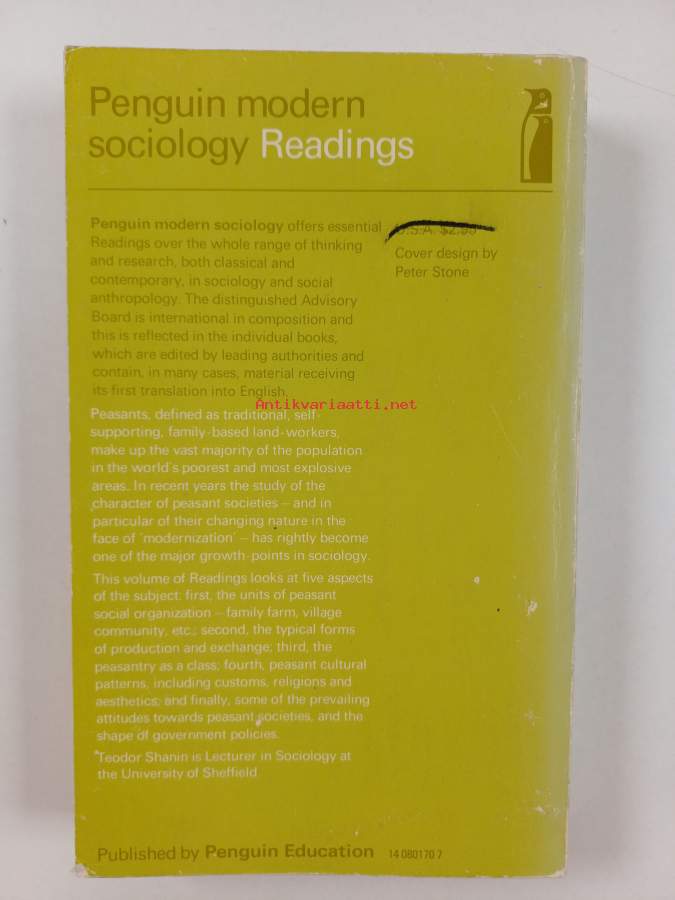 Penguin modern
sociology Readings
Penguin modern sociology offers essential
Readings over the whole range of thinking
and research, both classical and
contemporary, in sociology and social
anthropology. The distinguished Advisory
Board is international in composition and
this is reflected in the individual books,
which are edited by leading authorities and
contain, in many cases, material receiving
its first translation into English.
U.S.A. $2.95
Cover design by
Peter Stone
Antikvariaatti.net
Peasants, defined as traditional, self-
supporting, family-based land-workers,
make up the vast majority of the population
in the world's poorest and most explosive
areas. In recent years the study of the
character of peasant societies – and in
particular of their changing nature in the
face of 'modernization' – has rightly become
one of the major growth-points in sociology.
This volume of Readings looks at five aspects
of the subject: first, the units of peasant
social organization – family farm, village
community, etc.; second, the typical forms
of production and exchange; third, the
peasantry as a class; fourth, peasant cultural
patterns, including customs, religions and
aesthetics; and finally, some of the prevailing
attitudes towards peasant societies, and the
shape of government policies.
Teodor Shanin is Lecturer in Sociology at
the University of Sheffield
Published by Penguin Education 14 080170 7